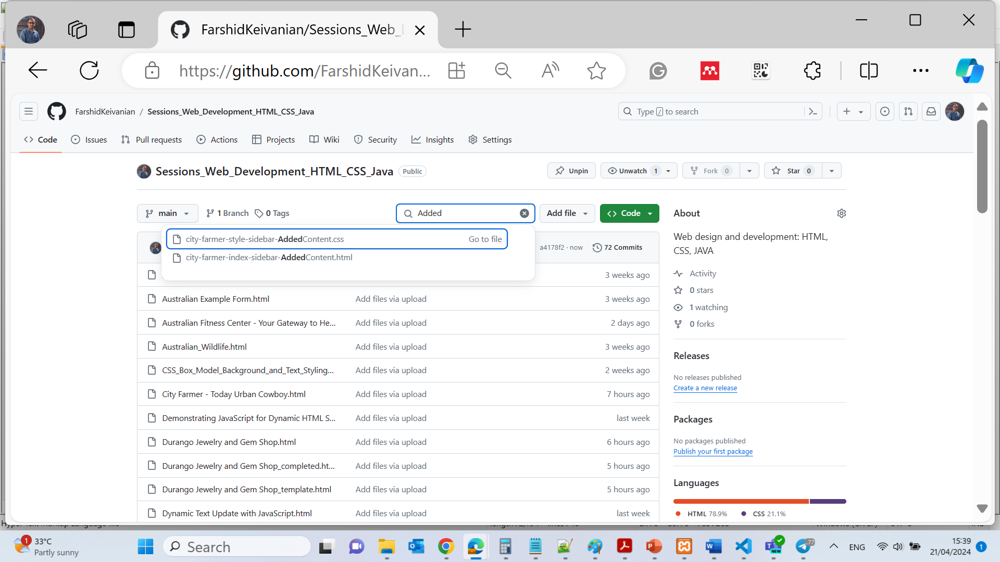 FarshidKeivanian/Sessions_Web_
https://github.com/FarshidKeivan...
FarshidKeivanian / Sessions_Web_Development_HTML_CSS_Java
Type / to search
Code Issues Pull requests Actions Projects Wiki Security Insights Settings
Sessions_Web_Development_HTML_CSS_Java Public
Unpin Unwatch 1 Fork 0 Star 0
main 1 Branch 0 Tags Added Add file Code
city-farmer-style-sidebar-AddedContent.css Go to file
city-farmer-index-sidebar-AddedContent.html
a4178f2 · now 72 Commits
3 weeks ago
Australian Example Form.html Add files via upload 3 weeks ago
Australian Fitness Center - Your Gateway to He... Add files via upload 2 days ago
Australian_Wildlife.html Add files via upload 3 weeks ago
CSS_Box_Model_Background_and_Text_Styling... Add files via upload 2 weeks ago
City Farmer - Today Urban Cowboy.html Add files via upload 7 hours ago
Demonstrating JavaScript for Dynamic HTML S... Add files via upload last week
Durango Jewelry and Gem Shop.html Add files via upload 6 hours ago
Durango Jewelry and Gem Shop_completed.ht... Add files via upload 5 hours ago
Durango Jewelry and Gem Shop_template.html Add files via upload 5 hours ago
Dynamic Text Update with JavaScript.html Add files via upload last week
About
Web design and development: HTML,
CSS, JAVA
Activity
0 stars
1 watching
0 forks
Releases
No releases published
Create a new release
Packages
No packages published
Publish your first package
Languages
HTML 78.9% CSS 21.1%
1
33°C
Partly sunny
Search
NEW
77
ENG
15:39
21/04/2024
1